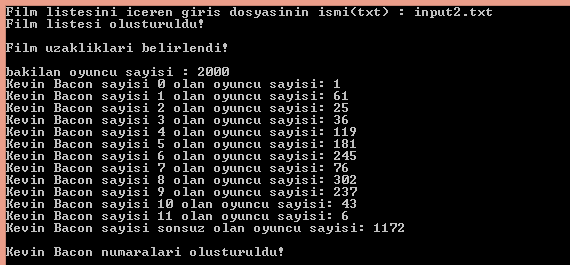 Film listesini iceren giris dosyasinin ismi(txt) : input2.txt
Film listesi olusturuldu!
Film uzakliklari belirlendi!
bakilan oyuncu sayisi : 2000
Kevin Bacon sayisi 0 olan oyuncu sayisi: 1
Kevin Bacon sayisi 1 olan oyuncu sayisi: 61
Kevin Bacon sayisi 2 olan oyuncu sayisi: 25
Kevin Bacon sayisi 3 olan oyuncu sayisi: 36
Kevin Bacon sayisi 4 olan oyuncu sayisi: 119
Kevin Bacon sayisi 5 olan oyuncu sayisi: 181
Kevin Bacon sayisi 6 olan oyuncu sayisi: 245
Kevin Bacon sayisi 7 olan oyuncu sayisi: 76
Kevin Bacon sayisi 8 olan oyuncu sayisi: 302
Kevin Bacon sayisi 9 olan oyuncu sayisi: 237
Kevin Bacon sayisi 10 olan oyuncu sayisi: 43
Kevin Bacon sayisi 11 olan oyuncu sayisi: 6
Kevin Bacon sayisi sonsuz olan oyuncu sayisi: 1172
Kevin Bacon numaralari olusturuldu!